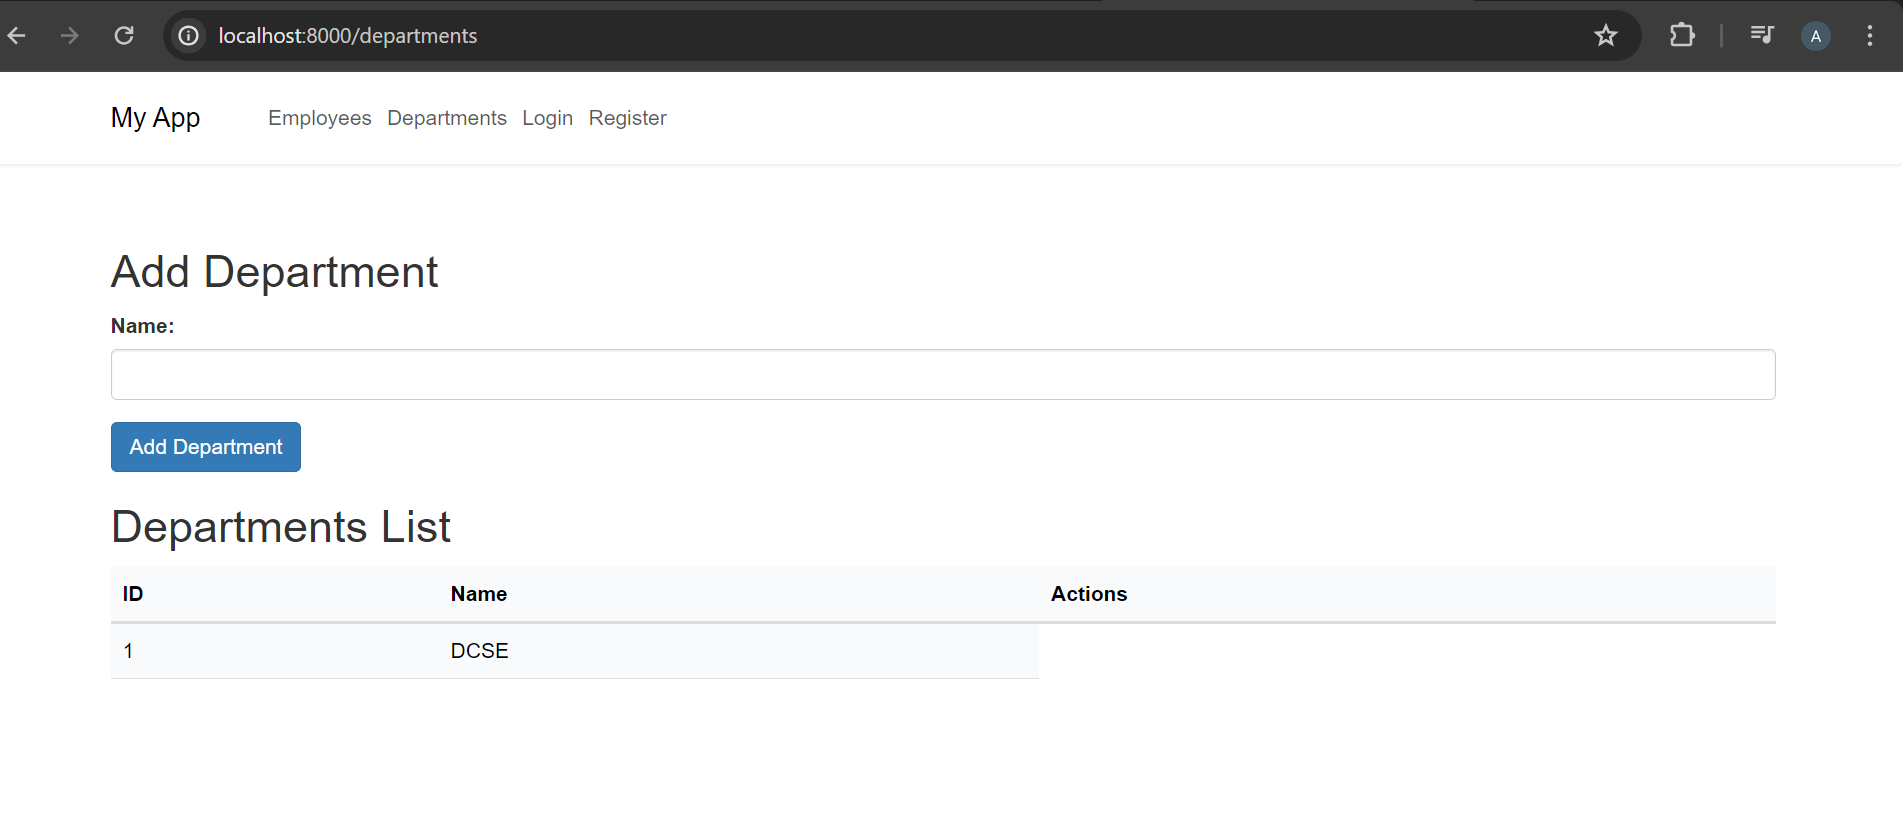 localhost:8000/departments
A
My App Employees Departments Login Register
Add Department
Name:
Add Department
Departments List
ID Name Actions
1 DCSE